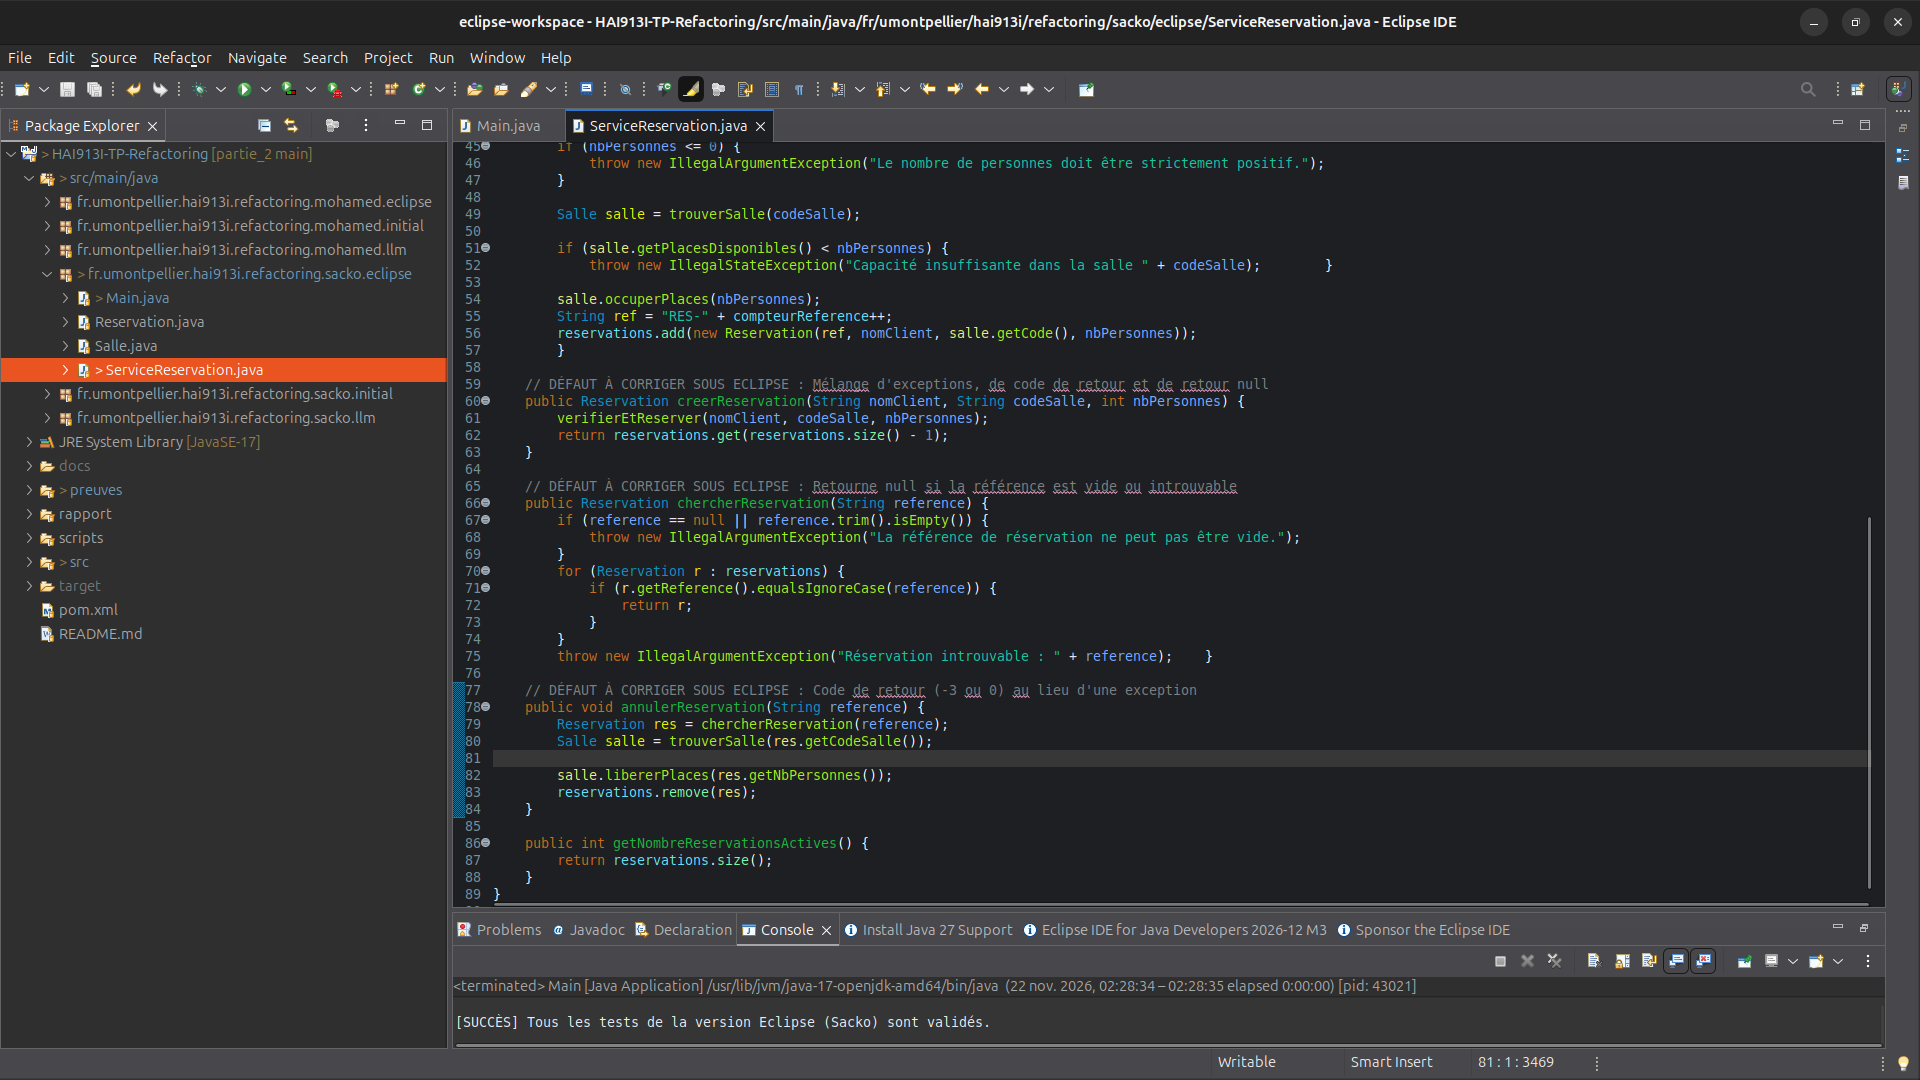 eclipse-workspace - HAI913I-TP-Refactoring/src/main/java/fr/umontpellier/hai913i/refactoring/sacko/eclipse/ServiceReservation.java - Eclipse IDE
File Edit Source Refactor Navigate Search Project Run Window Help
Package Explorer
> HAI913I-TP-Refactoring [partie_2 main]
> src/main/java
fr.umontpellier.hai913i.refactoring.mohamed.eclipse
fr.umontpellier.hai913i.refactoring.mohamed.initial
fr.umontpellier.hai913i.refactoring.mohamed.llm
> fr.umontpellier.hai913i.refactoring.sacko.eclipse
> Main.java
Reservation.java
Salle.java
> ServiceReservation.java
fr.umontpellier.hai913i.refactoring.sacko.initial
fr.umontpellier.hai913i.refactoring.sacko.llm
JRE System Library [JavaSE-17]
docs
> preuves
rapport
scripts
> src
target
pom.xml
README.md
Main.java ServiceReservation.java
45 if (nbPersonnes <= 0) {
46 throw new IllegalArgumentException("Le nombre de personnes doit être strictement positif.");
47 }
48
49 Salle salle = trouverSalle(codeSalle);
50
51 if (salle.getPlacesDisponibles() < nbPersonnes) {
52 throw new IllegalStateException("Capacité insuffisante dans la salle " + codeSalle); }
53
54 salle.occuperPlaces(nbPersonnes);
55 String ref = "RES-" + compteurReference++;
56 reservations.add(new Reservation(ref, nomClient, salle.getCode(), nbPersonnes));
57 }
58
59 // DÉFAUT À CORRIGER SOUS ECLIPSE : Mélange d'exceptions, de code de retour et de retour null
60 public Reservation creerReservation(String nomClient, String codeSalle, int nbPersonnes) {
61 verifierEtReserver(nomClient, codeSalle, nbPersonnes);
62 return reservations.get(reservations.size() - 1);
63 }
64
65 // DÉFAUT À CORRIGER SOUS ECLIPSE : Retourne null si la référence est vide ou introuvable
66 public Reservation chercherReservation(String reference) {
67 if (reference == null || reference.trim().isEmpty()) {
68 throw new IllegalArgumentException("La référence de réservation ne peut pas être vide.");
69 }
70 for (Reservation r : reservations) {
71 if (r.getReference().equalsIgnoreCase(reference)) {
72 return r;
73 }
74 }
75 throw new IllegalArgumentException("Réservation introuvable : " + reference); }
76
77 // DÉFAUT À CORRIGER SOUS ECLIPSE : Code de retour (-3 ou 0) au lieu d'une exception
78 public void annulerReservation(String reference) {
79 Reservation res = chercherReservation(reference);
80 Salle salle = trouverSalle(res.getCodeSalle());
81
82 salle.libererPlaces(res.getNbPersonnes());
83 reservations.remove(res);
84 }
85
86 public int getNombreReservationsActives() {
87 return reservations.size();
88 }
89 }
Problems Javadoc Declaration Console Install Java 27 Support Eclipse IDE for Java Developers 2026-12 M3 Sponsor the Eclipse IDE
<terminated> Main [Java Application] /usr/lib/jvm/java-17-openjdk-amd64/bin/java (22 nov. 2026, 02:28:34 – 02:28:35 elapsed 0:00:00) [pid: 43021]
[SUCCÈS] Tous les tests de la version Eclipse (Sacko) sont validés.
Writable Smart Insert 81 : 1 : 3469